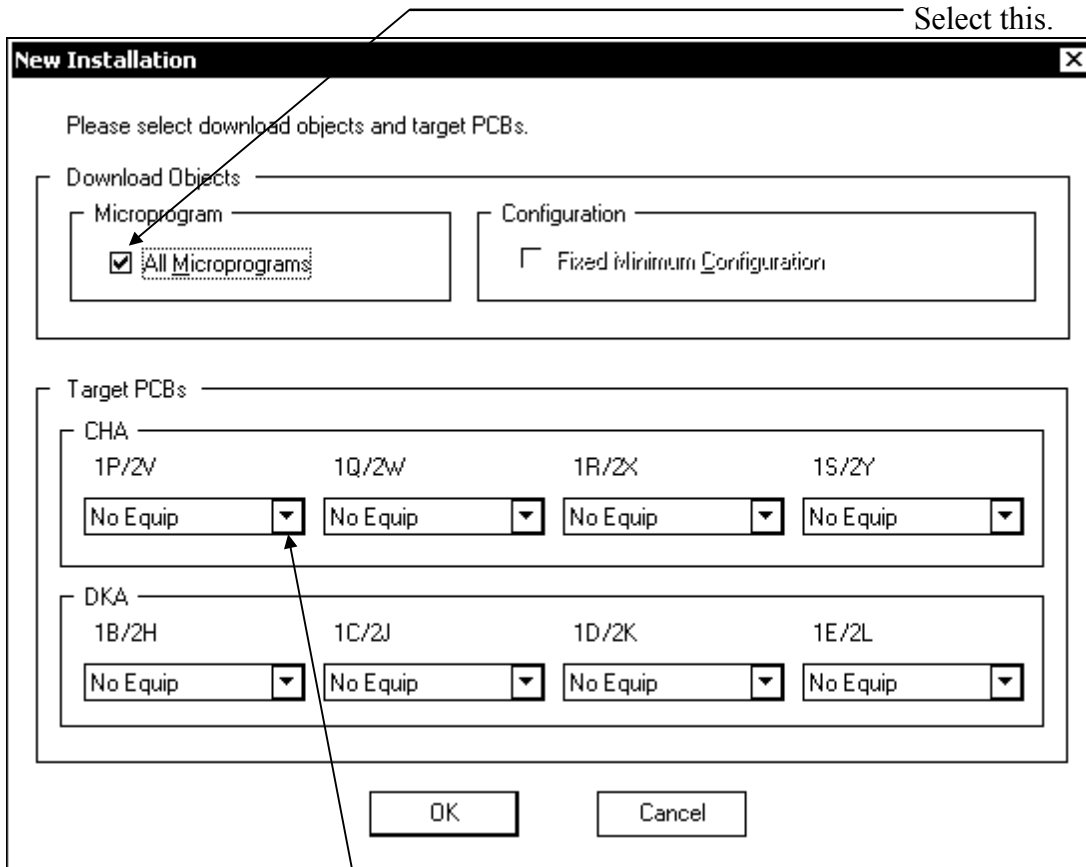 Select this.
New Installation
Please select download objects and target PCBs.
Download Objects
Microprogram
Configuration
All Microprograms
Fixed Minimum Configuration
Target PCBs
CHA
1P/2V 1Q/2W 1R/2X 1S/2Y
No Equip No Equip No Equip No Equip
DKA
1B/2H 1C/2J 1D/2K 1E/2L
No Equip No Equip No Equip No Equip
OK Cancel